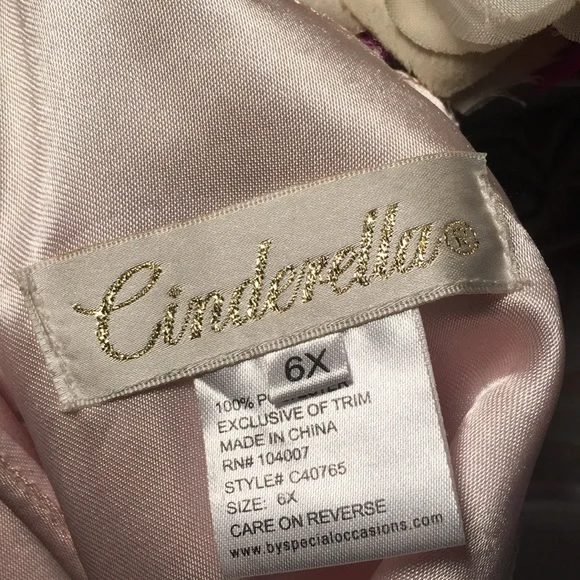 Cinderella®
6X
100%
EXCLUSIVE OF TRIM
MADE IN CHINA
RN# 104007
STYLE# C40765
SIZE: 6X
CARE ON REVERSE
www.byspecialoccasions.com